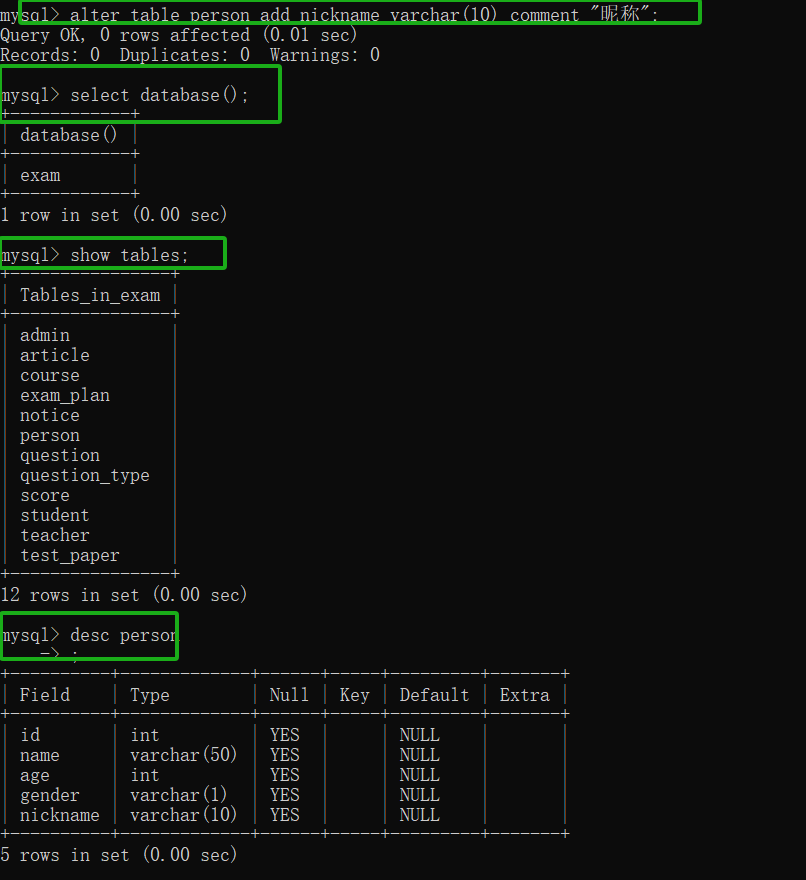 mysql> alter table person add nickname varchar(10) comment "昵称";
Query OK, 0 rows affected (0.01 sec)
Records: 0  Duplicates: 0  Warnings: 0
mysql> select database();
+------------+
| database() |
+------------+
| exam       |
+------------+
1 row in set (0.00 sec)
mysql> show tables;
+----------------+
| Tables_in_exam |
+----------------+
| admin          |
| article        |
| course         |
| exam_plan      |
| notice         |
| person         |
| question       |
| question_type  |
| score          |
| student        |
| teacher        |
| test_paper     |
+----------------+
12 rows in set (0.00 sec)
mysql> desc person
    -> ;
+----------+-------------+------+-----+---------+-------+
| Field    | Type        | Null | Key | Default | Extra |
+----------+-------------+------+-----+---------+-------+
| id       | int         | YES  |     | NULL    |       |
| name     | varchar(50) | YES  |     | NULL    |       |
| age      | int         | YES  |     | NULL    |       |
| gender   | varchar(1)  | YES  |     | NULL    |       |
| nickname | varchar(10) | YES  |     | NULL    |       |
+----------+-------------+------+-----+---------+-------+
5 rows in set (0.00 sec)